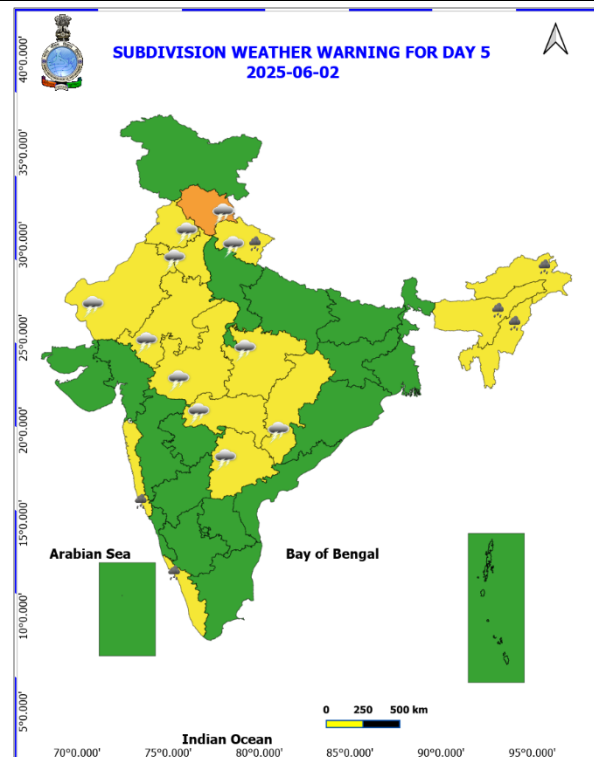 SUBDIVISION WEATHER WARNING FOR DAY 5
2025-06-02
40°0.000'
35°0.000'
30°0.000'
25°0.000'
20°0.000'
15°0.000'
10°0.000'
5°0.000'
Arabian Sea
Bay of Bengal
0 250 500 km
Indian Ocean
70°0.000' 75°0.000' 80°0.000' 85°0.000' 90°0.000' 95°0.000'